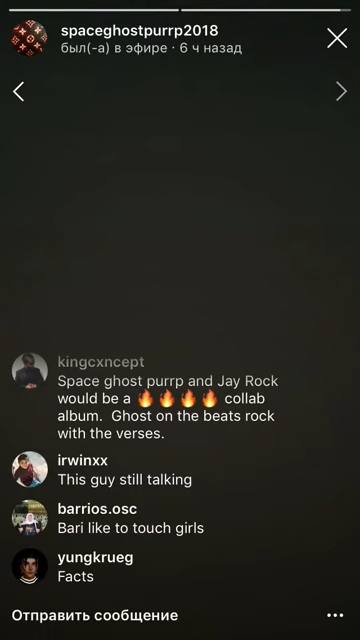 spaceghostpurrp2018
был(-а) в эфире · 6 ч назад
kingcxncept
Space ghost purrp and Jay Rock
would be a 🔥🔥🔥🔥 collab
album.  Ghost on the beats rock
with the verses.
irwinxx
This guy still talking
barrios.osc
Bari like to touch girls
yungkrueg
Facts
Отправить сообщение